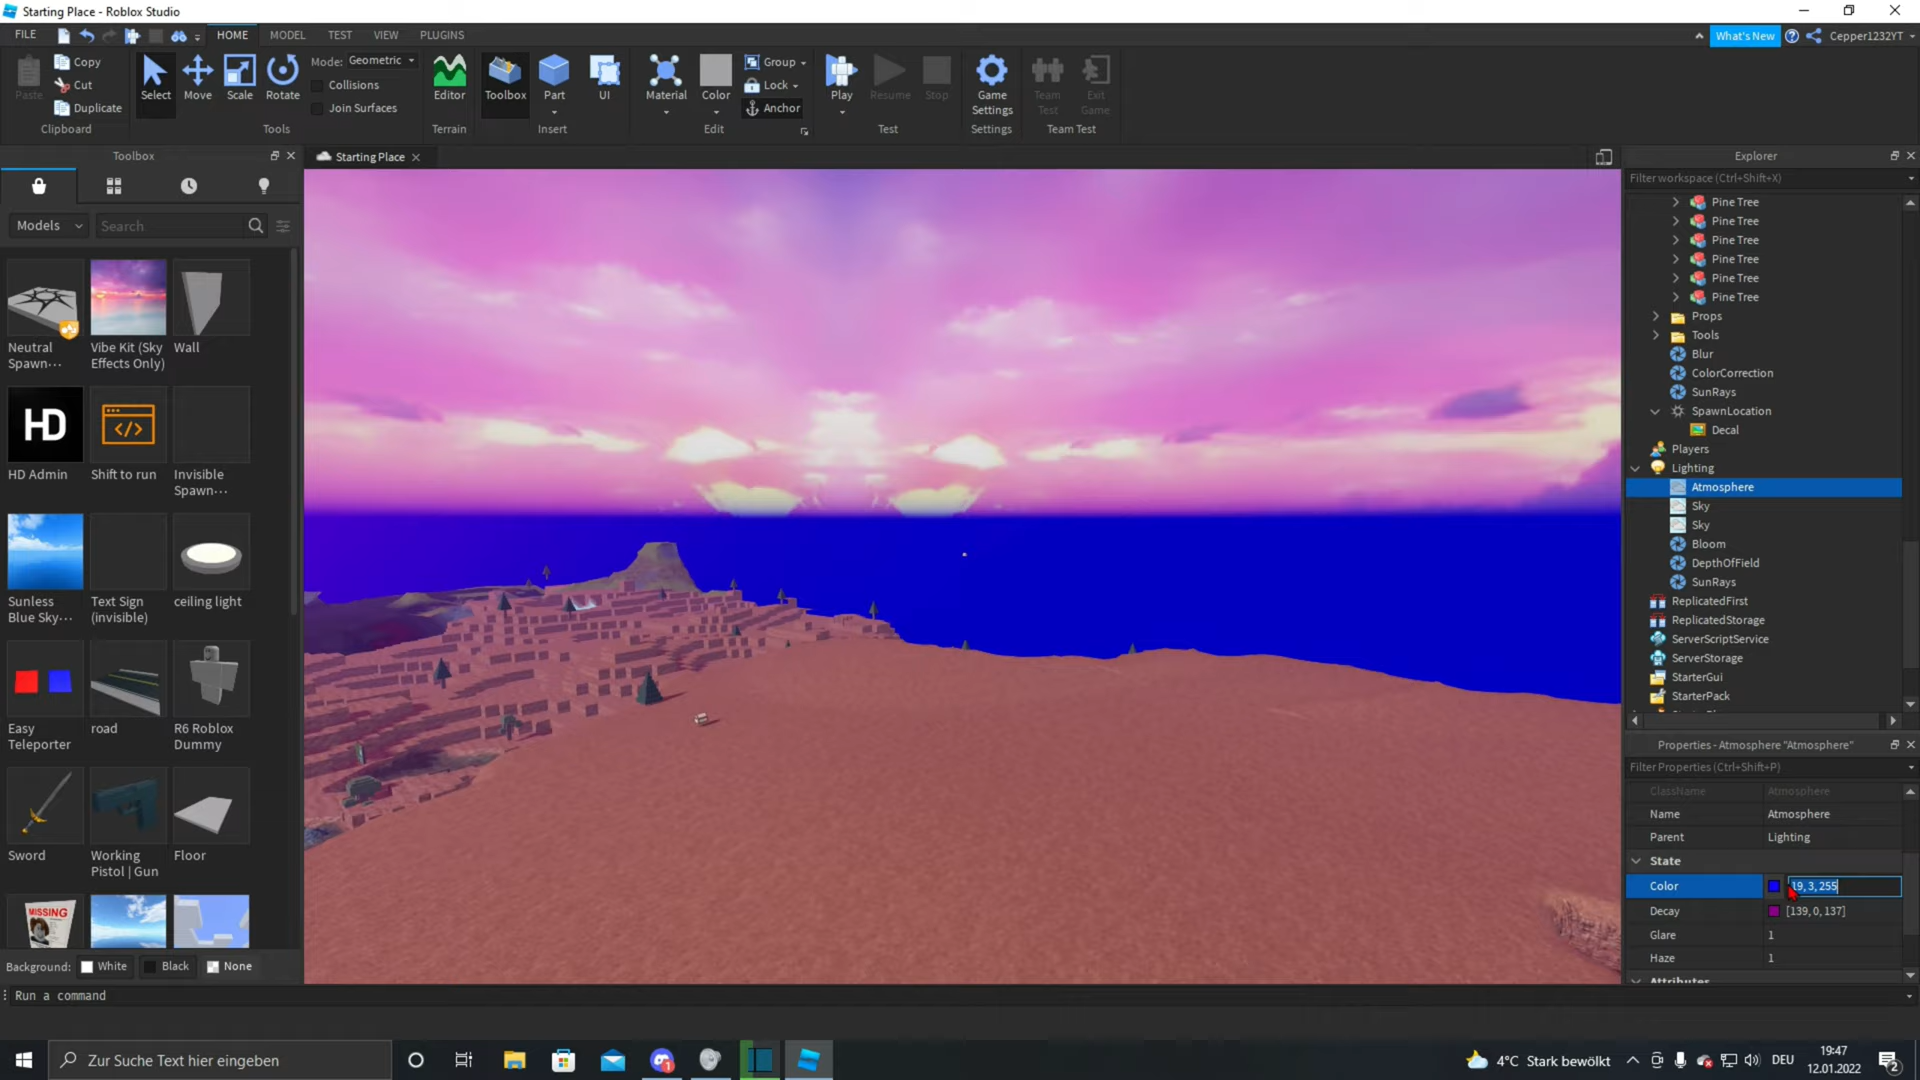 Starting Place - Roblox Studio
FILE HOME MODEL TEST VIEW PLUGINS What's New Cepper1232YT
Paste Copy Cut Duplicate Clipboard
Select Move Scale Rotate Mode: Geometric Collisions Join Surfaces Tools
Editor Terrain
Toolbox Part UI Insert
Material Color Group Lock Anchor Edit
Play Resume Stop Test
Game Settings Settings
Team Test Exit Game Team Test
Toolbox
Starting Place
Explorer
Filter workspace (Ctrl+Shift+X)
Models Search
Neutral Spawn...
Vibe Kit (Sky Effects Only)
Wall
HD
HD Admin
Shift to run
Invisible Spawn...
Sunless Blue Sky...
Text Sign (invisible)
ceiling light
Easy Teleporter
road
R6 Roblox Dummy
Sword
Working Pistol | Gun
Floor
MISSING
Background: White Black None
Run a command
Pine Tree
Pine Tree
Pine Tree
Pine Tree
Pine Tree
Pine Tree
Props
Tools
Blur
ColorCorrection
SunRays
SpawnLocation
Decal
Players
Lighting
Atmosphere
Sky
Sky
Bloom
DepthOfField
SunRays
ReplicatedFirst
ReplicatedStorage
ServerScriptService
ServerStorage
StarterGui
StarterPack
Properties - Atmosphere "Atmosphere"
Filter Properties (Ctrl+Shift+P)
ClassName Atmosphere
Name Atmosphere
Parent Lighting
State
Color 19, 3, 255
Decay [139, 0, 137]
Glare 1
Haze 1
Attributes
Zur Suche Text hier eingeben
1
4°C Stark bewölkt DEU 19:47
12.01.2022
2